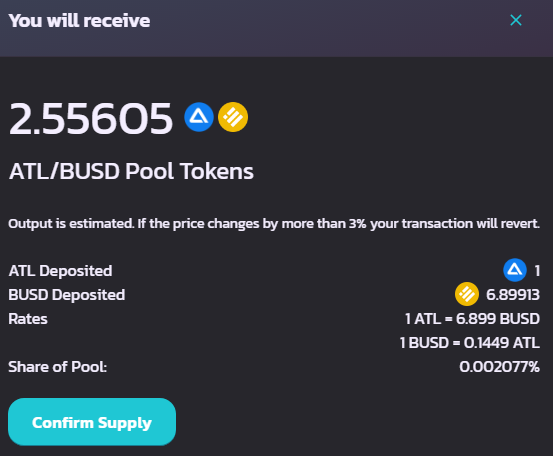 You will receive
2.55605
ATL/BUSD Pool Tokens
Output is estimated. If the price changes by more than 3% your transaction will revert.
ATL Deposited 1
BUSD Deposited 6.89913
Rates 1 ATL = 6.899 BUSD
1 BUSD = 0.1449 ATL
Share of Pool: 0.002077%
Confirm Supply